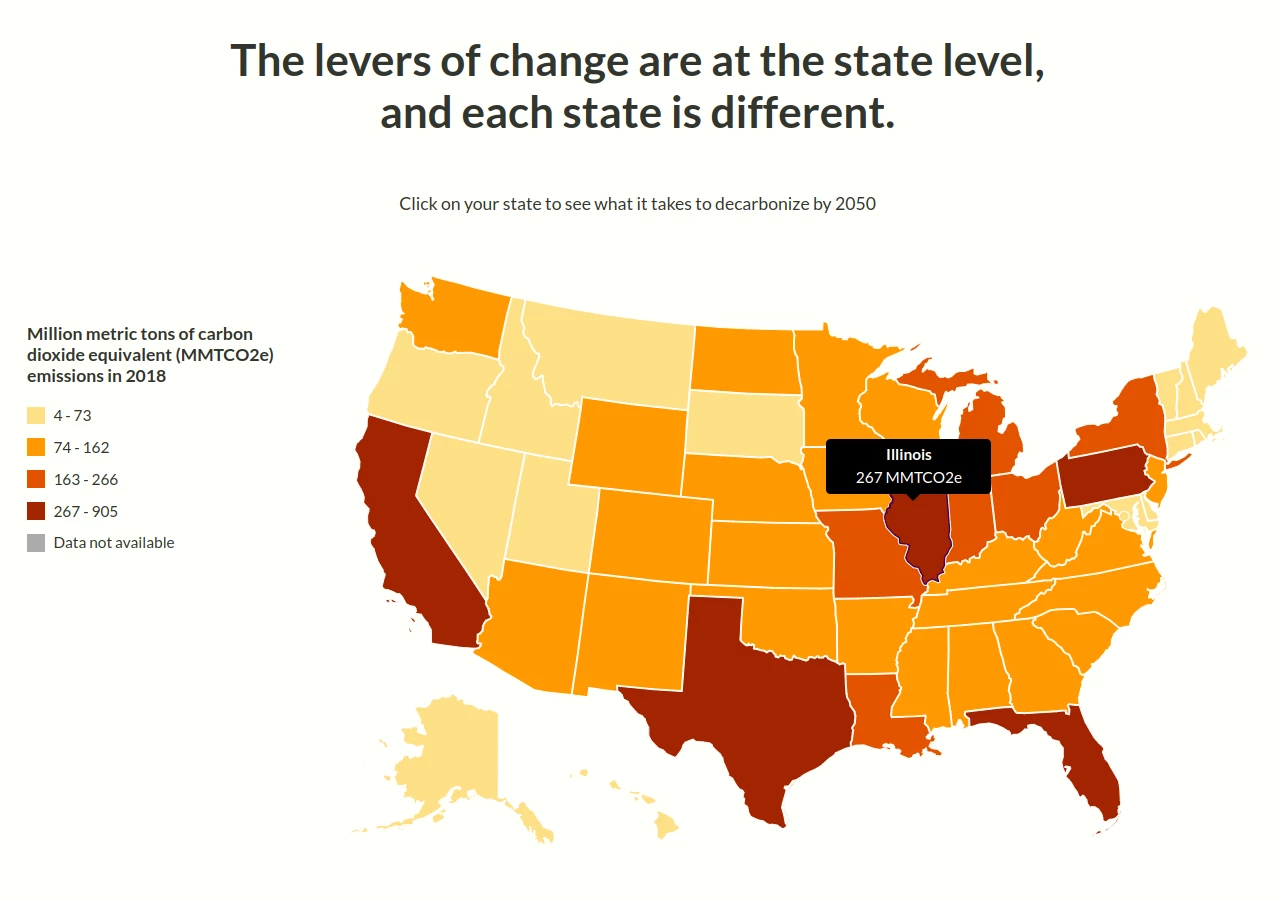 The levers of change are at the state level,
and each state is different.
Click on your state to see what it takes to decarbonize by 2050
Million metric tons of carbon
dioxide equivalent (MMTCO2e)
emissions in 2018
4 - 73
74 - 162
163 - 266
267 - 905
Data not available
Illinois
267 MMTCO2e